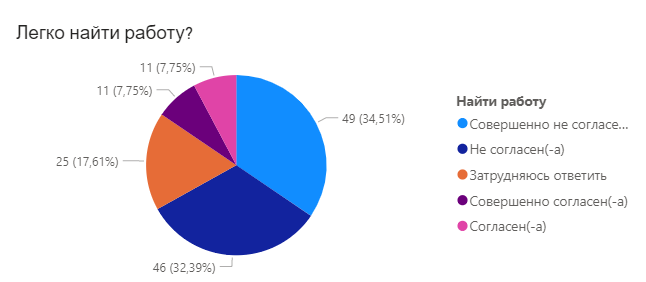 Легко найти работу?
11 (7,75%)
11 (7,75%)
49 (34,51%)
25 (17,61%)
46 (32,39%)
Найти работу
Совершенно не согласе...
Не согласен(-а)
Затрудняюсь ответить
Совершенно согласен(-а)
Согласен(-а)